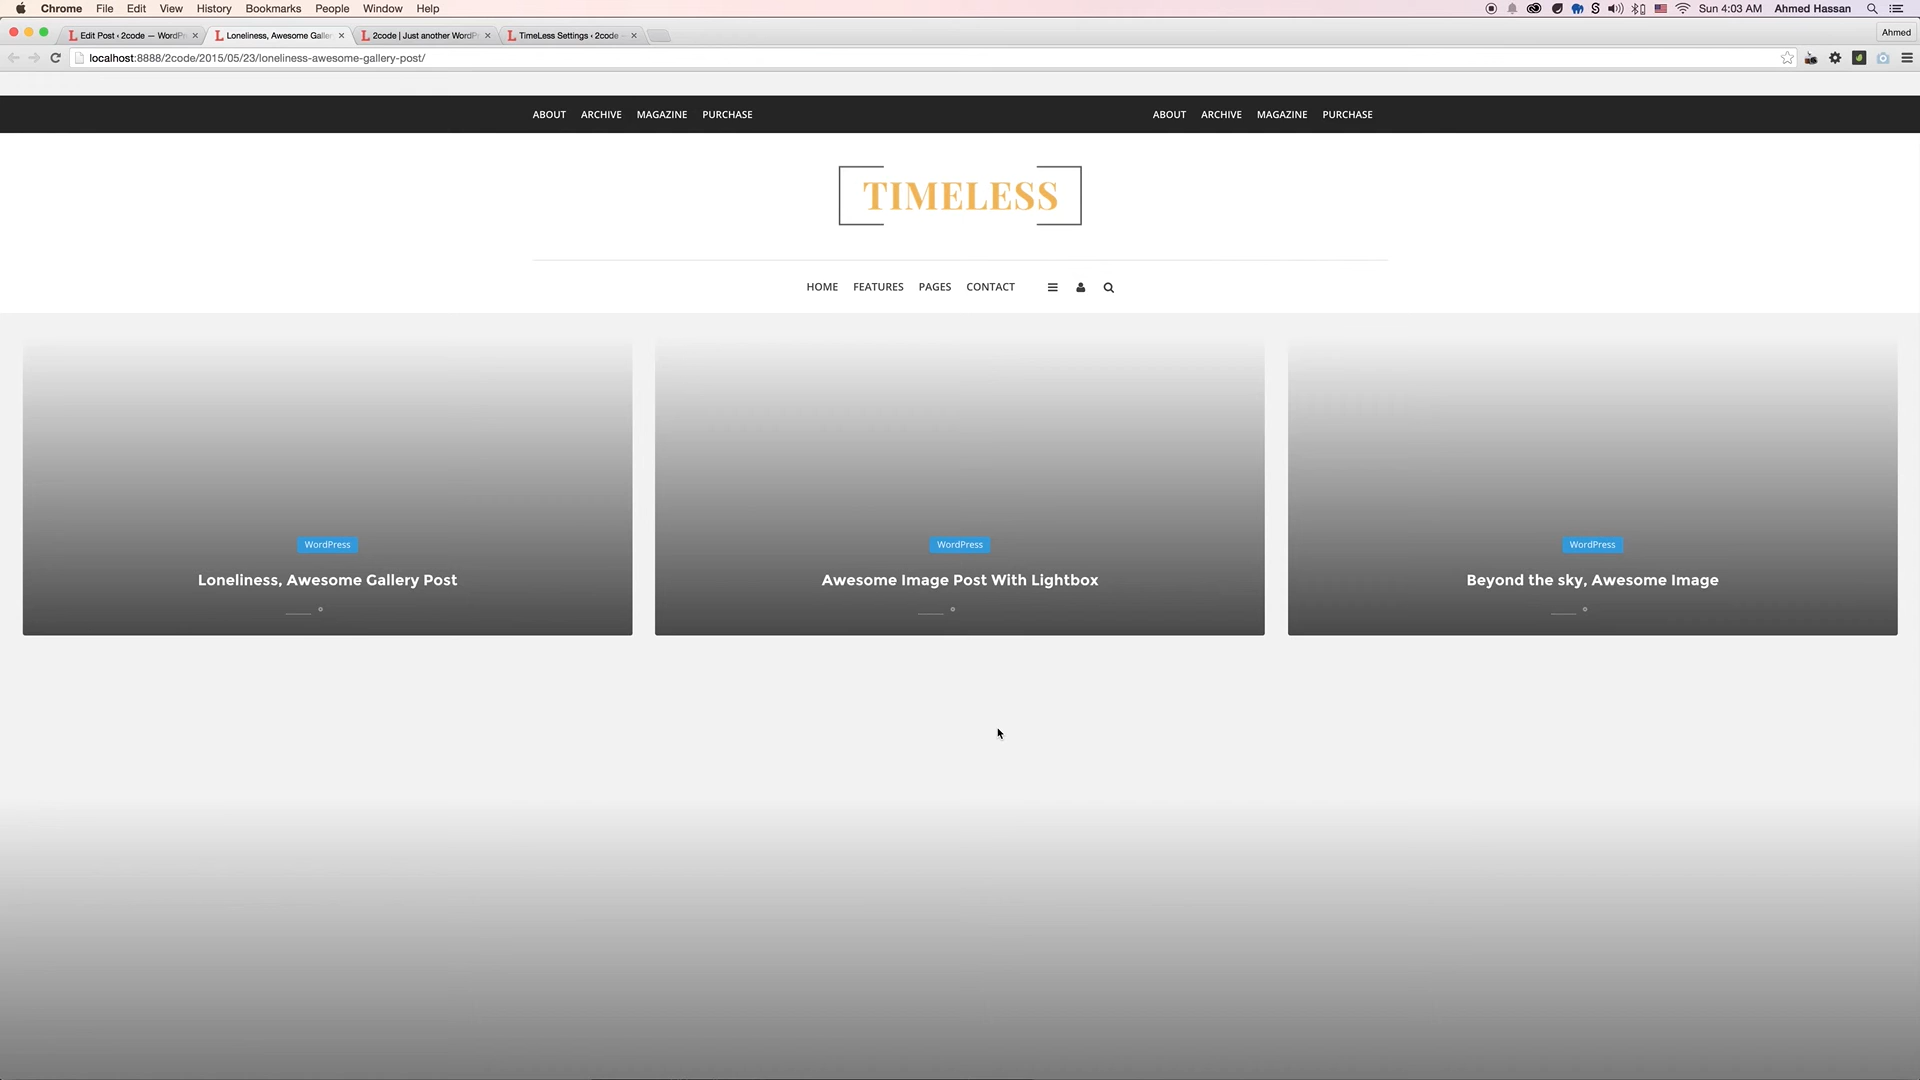 Chrome File Edit View History Bookmarks People Window Help
Sun 4:03 AM Ahmed Hassan
Edit Post ‹ 2code — WordPr
Loneliness, Awesome Galler
2code | Just another WordP
TimeLess Settings ‹ 2code
Ahmed
localhost:8888/2code/2015/05/23/loneliness-awesome-gallery-post/
ABOUT ARCHIVE MAGAZINE PURCHASE
ABOUT ARCHIVE MAGAZINE PURCHASE
TIMELESS
HOME FEATURES PAGES CONTACT
WordPress
Loneliness, Awesome Gallery Post
WordPress
Awesome Image Post With Lightbox
WordPress
Beyond the sky, Awesome Image